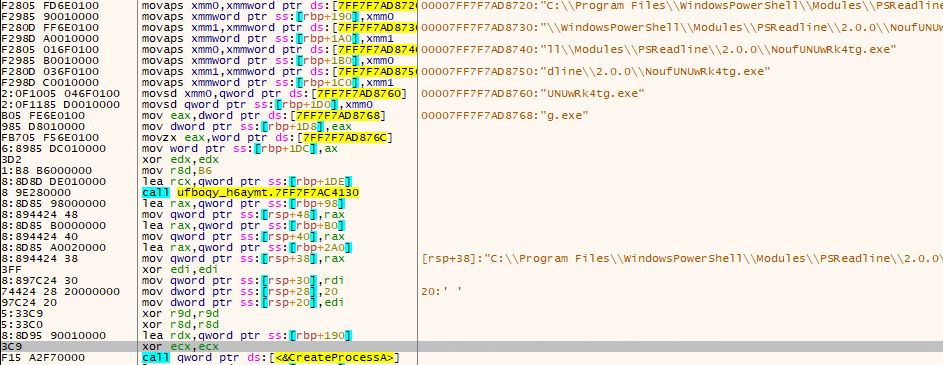 F2805 FD6E0100 movaps xmm0,xmmword ptr ds:[7FF7F7AD8720 00007FF7F7AD8720:"C:\\Program Files\\WindowsPowerShell\\Modules\\PSReadline
F2985 90010000 movaps xmmword ptr ss:[rbp+190],xmm0
F280D FF6E0100 movaps xmm1,xmmword ptr ds:[7FF7F7AD8730 00007FF7F7AD8730:"\\WindowsPowerShell\\Modules\\PSReadline\\2.0.0\\NoufUNUw
F298D A0010000 movaps xmmword ptr ss:[rbp+1A0],xmm1
F2805 016F0100 movaps xmm0,xmmword ptr ds:[7FF7F7AD8740 00007FF7F7AD8740:"ll\\Modules\\PSReadline\\2.0.0\\NoufUNUwRk4tg.exe"
F2985 B0010000 movaps xmmword ptr ss:[rbp+1B0],xmm0
F280D 036F0100 movaps xmm1,xmmword ptr ds:[7FF7F7AD8750 00007FF7F7AD8750:"dline\\2.0.0\\NoufUNUwRk4tg.exe"
F298D C0010000 movaps xmmword ptr ss:[rbp+1C0],xmm1
2:0F1005 046F0100 movsd xmm0,qword ptr ds:[7FF7F7AD8760] 00007FF7F7AD8760:"UNUwRk4tg.exe"
2:0F1185 D0010000 movsd qword ptr ss:[rbp+1D0],xmm0
B05 FE6E0100 mov eax,dword ptr ds:[7FF7F7AD8768] 00007FF7F7AD8768:"g.exe"
985 D8010000 mov dword ptr ss:[rbp+1D8],eax
FB705 F56E0100 movzx eax,word ptr ds:[7FF7F7AD876C]
6:8985 DC010000 mov word ptr ss:[rbp+1DC],ax
3D2 xor edx,edx
1:B8 B6000000 mov r8d,B6
8:8D8D DE010000 lea rcx,qword ptr ss:[rbp+1DE]
8 9E280000 call ufboqy_h6aymt.7FF7F7AC4130
8:8D85 98000000 lea rax,qword ptr ss:[rbp+98]
8:894424 48 mov qword ptr ss:[rsp+48],rax
8:8D85 B0000000 lea rax,qword ptr ss:[rbp+B0]
8:894424 40 mov qword ptr ss:[rsp+40],rax
8:8D85 A0020000 lea rax,qword ptr ss:[rbp+2A0]
8:894424 38 mov qword ptr ss:[rsp+38],rax [rsp+38]:"C:\\Program Files\\WindowsPowerShell\\Modules\\PSReadline\\2.0.0\
3FF xor edi,edi
8:897C24 30 mov qword ptr ss:[rsp+30],rdi
74424 28 20000000 mov dword ptr ss:[rsp+28],20 20:' '
97C24 20 mov dword ptr ss:[rsp+20],edi
5:33C9 xor r9d,r9d
5:33C0 xor r8d,r8d
8:8D95 90010000 lea rdx,qword ptr ss:[rbp+190]
3C9 xor ecx,ecx
F15 A2F70000 call qword ptr ds:[<&CreateProcessA>]